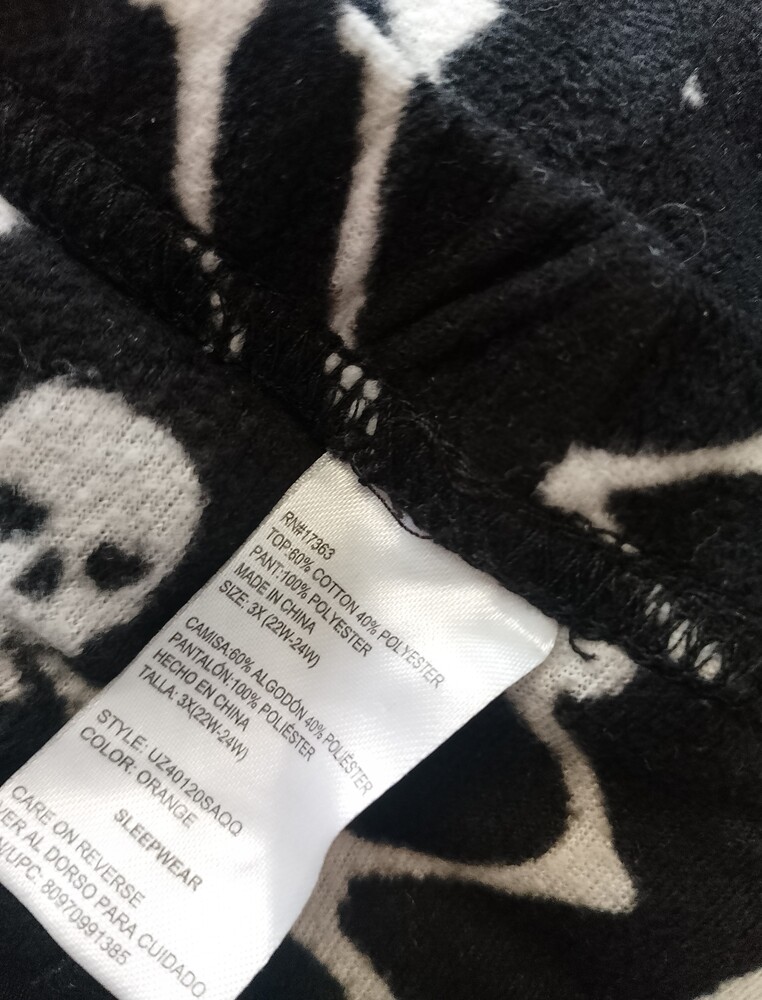 RN#17363
TOP:60% COTTON 40% POLYESTER
PANT:100% POLYESTER
MADE IN CHINA
SIZE: 3X (22W-24W)
CAMISA:60% ALGODÓN 40% POLIÉSTER
PANTALÓN:100% POLIÉSTER
HECHO EN CHINA
TALLA: 3X(22W-24W)
STYLE: UZ40120SAQQ
COLOR: ORANGE
SLEEPWEAR
CARE ON REVERSE
VER AL DORSO PARA CUIDADO
N/UPC: 80970991385